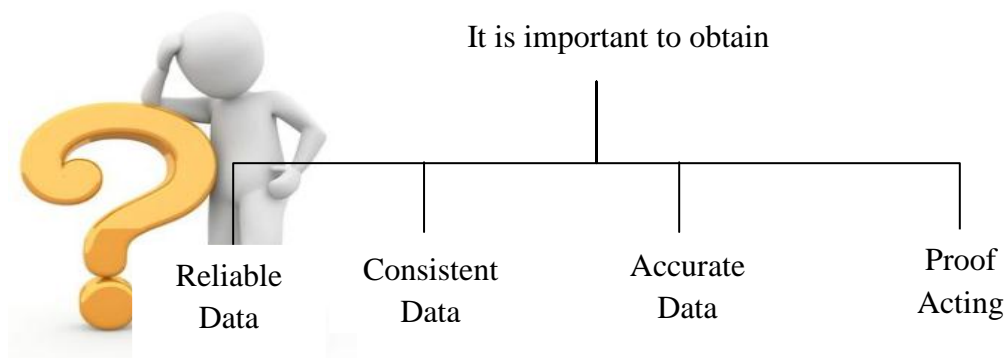 It is important to obtain
Reliable
Data
Consistent
Data
Accurate
Data
Proof
Acting